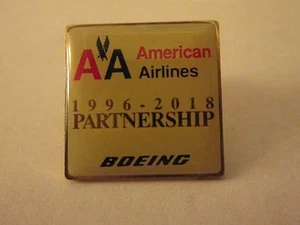 AA American
Airlines
1996-2018
PARTNERSHIP
BOEING